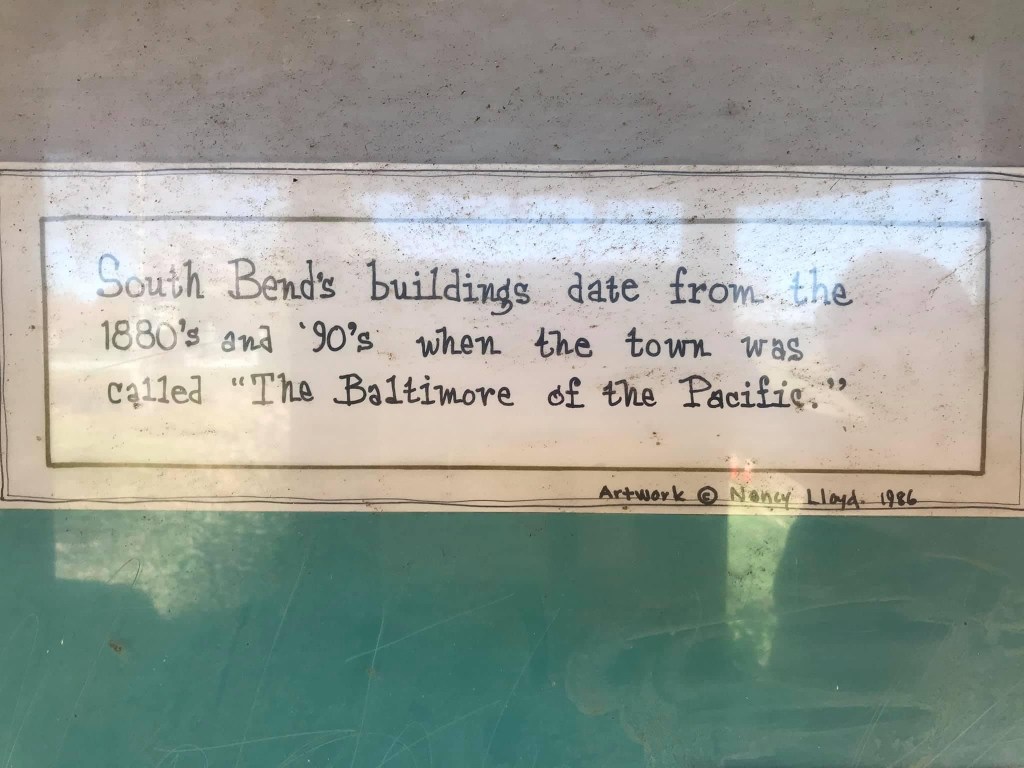 South Bend's buildings date from the
1880's and '90's when the town was
called "The Baltimore of the Pacific."
Artwork © Nancy Lloyd. 1986